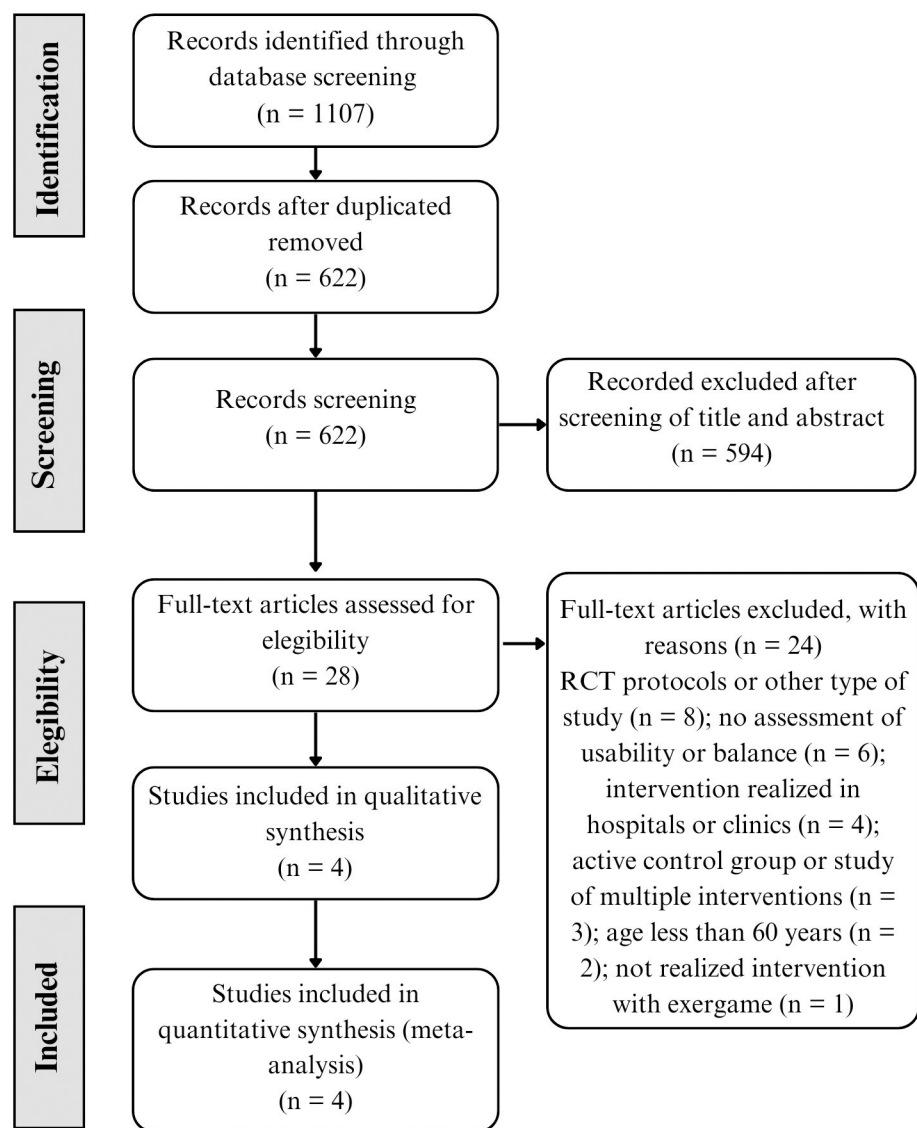 Identification
Records identified through
database screening
(n = 1107)
Records after duplicated
removed
(n = 622)
Screening
Records screening
(n = 622)
Recorded excluded after
screening of title and abstract
(n = 594)
Elegibility
Full-text articles assessed for
elegibility
(n = 28)
Full-text articles excluded, with
reasons (n = 24)
RCT protocols or other type of
study (n = 8); no assessment of
usability or balance (n = 6);
intervention realized in
hospitals or clinics (n = 4);
active control group or study
of multiple interventions (n =
3); age less than 60 years (n =
2); not realized intervention
with exergame (n = 1)
Studies included in qualitative
synthesis
(n = 4)
Included
Studies included in
quantitative synthesis (meta-
analysis)
(n = 4)